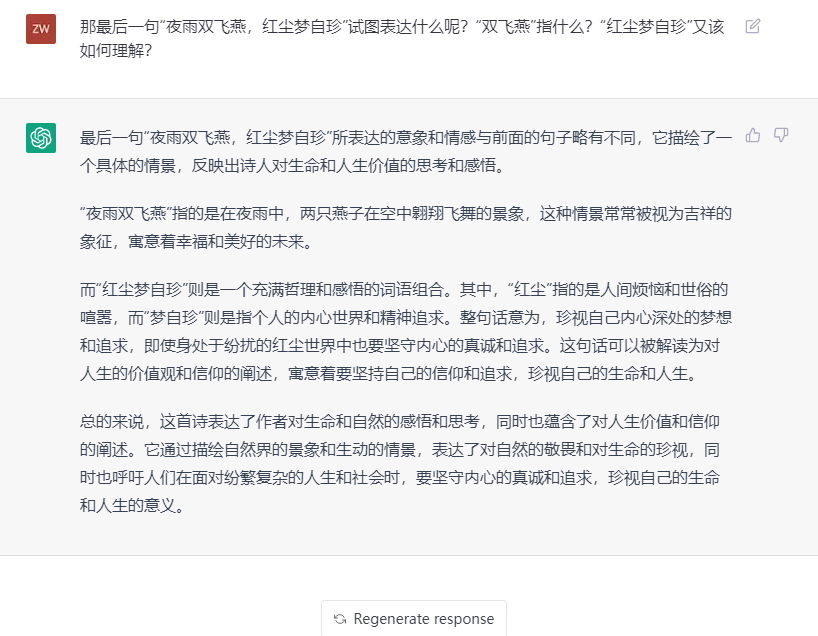 ZW
那最后一句“夜雨双飞燕，红尘梦自珍”试图表达什么呢？“双飞燕”指什么？“红尘梦自珍”又该
如何理解？
最后一句“夜雨双飞燕，红尘梦自珍”所表达的意象和情感与前面的句子略有不同，它描绘了一
个具体的情景，反映出诗人对生命和人生价值的思考和感悟。
“夜雨双飞燕”指的是在夜雨中，两只燕子在空中翱翔飞舞的景象，这种情景常常被视为吉祥的
象征，寓意着幸福和美好的未来。
而“红尘梦自珍”则是一个充满哲理和感悟的词语组合。其中，“红尘”指的是人间烦恼和世俗的
喧嚣，而“梦自珍”则是指个人的内心世界和精神追求。整句话意为，珍视自己内心深处的梦想
和追求，即使身处于纷扰的红尘世界中也要坚守内心的真诚和追求。这句话可以被解读为对
人生的价值观和信仰的阐述，寓意着要坚持自己的信仰和追求，珍视自己的生命和人生。
总的来说，这首诗表达了作者对生命和自然的感悟和思考，同时也蕴含了对人生价值和信仰
的阐述。它通过描绘自然界的景象和生动的情景，表达了对自然的敬畏和对生命的珍视，同
时也呼吁人们在面对纷繁复杂的人生和社会时，要坚守内心的真诚和追求，珍视自己的生命
和人生的意义。
Regenerate response